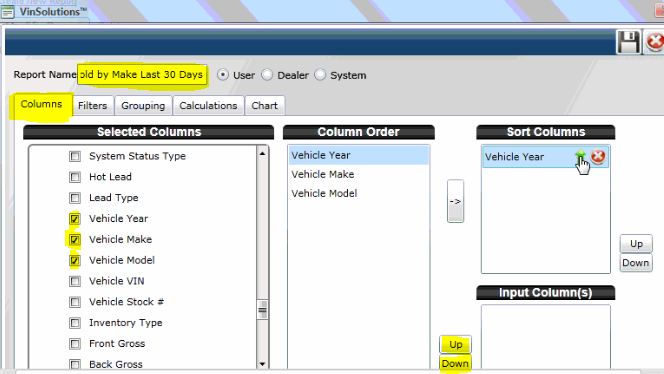 VinSolutions™
Report Name old by Make Last 30 Days User Dealer System
Columns Filters Grouping Calculations Chart
Selected Columns
System Status Type
Hot Lead
Lead Type
Vehicle Year
Vehicle Make
Vehicle Model
Vehicle VIN
Vehicle Stock #
Inventory Type
Front Gross
Back Gross
Column Order
Vehicle Year
Vehicle Make
Vehicle Model
->
Up
Down
Sort Columns
Vehicle Year
Up
Down
Input Column(s)